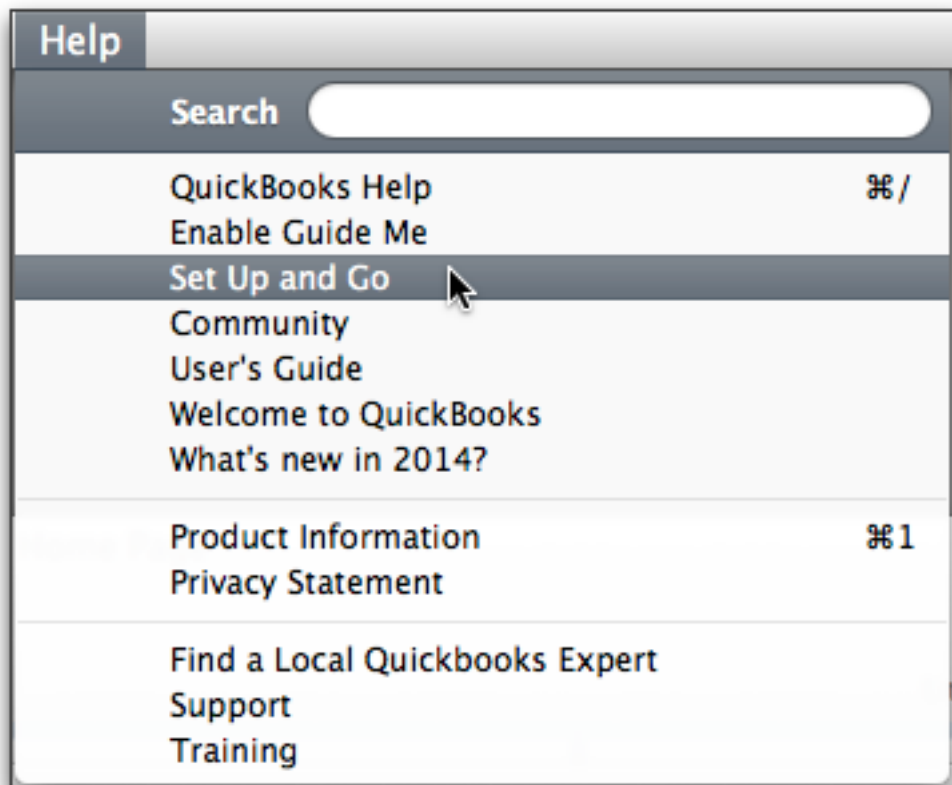 Help
Search
QuickBooks Help ⌘/
Enable Guide Me
Set Up and Go
Community
User's Guide
Welcome to QuickBooks
What's new in 2014?
Product Information ⌘1
Privacy Statement
Find a Local Quickbooks Expert
Support
Training